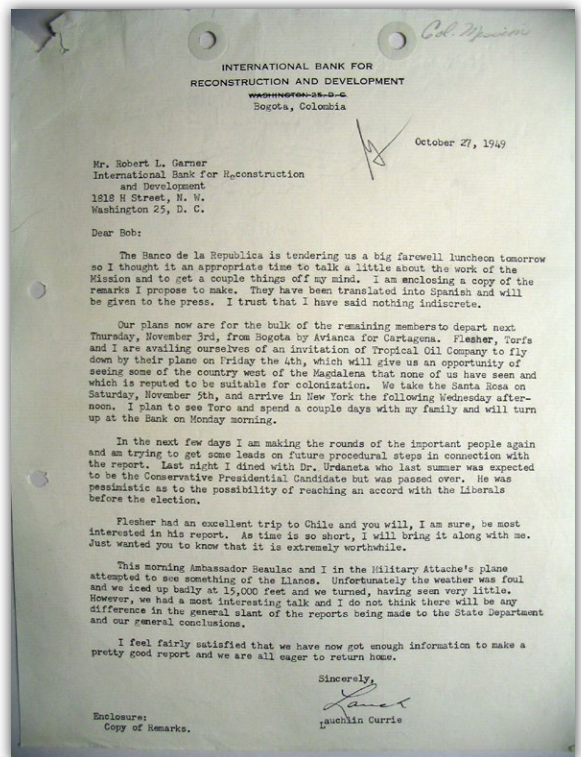 Col. Mission
INTERNATIONAL BANK FOR
RECONSTRUCTION AND DEVELOPMENT
WASHINGTON 25, D. C.
Bogota, Colombia
October 27, 1949
Mr. Robert L. Garner
International Bank for Reconstruction
and Development
1818 H Street, N. W.
Washington 25, D. C.
Dear Bob:
The Banco de la Republica is tendering us a big farewell luncheon tomorrow
so I thought it an appropriate time to talk a little about the work of the
Mission and to get a couple things off my mind. I am enclosing a copy of the
remarks I propose to make. They have been translated into Spanish and will
be given to the press. I trust that I have said nothing indiscrete.
Our plans now are for the bulk of the remaining members to depart next
Thursday, November 3rd, from Bogota by Avianca for Cartagena. Flesher, Torfs
and I are availing ourselves of an invitation of Tropical Oil Company to fly
down by their plane on Friday the 4th, which will give us an opportunity of
seeing some of the country west of the Magdalena that none of us have seen and
which is reputed to be suitable for colonization. We take the Santa Rosa on
Saturday, November 5th, and arrive in New York the following Wednesday after-
noon. I plan to see Toro and spend a couple days with my family and will turn
up at the Bank on Monday morning.
In the next few days I am making the rounds of the important people again
and am trying to get some leads on future procedural steps in connection with
the report. Last night I dined with Dr. Urdaneta who last summer was expected
to be the Conservative Presidential Candidate but was passed over. He was
pessimistic as to the possibility of reaching an accord with the Liberals
before the election.
Flesher had an excellent trip to Chile and you will, I am sure, be most
interested in his report. As time is so short, I will bring it along with me.
Just wanted you to know that it is extremely worthwhile.
This morning Ambassador Beaulac and I in the Military Attache's plane
attempted to see something of the Llanos. Unfortunately the weather was foul
and we iced up badly at 15,000 feet and we turned, having seen very little.
However, we had a most interesting talk and I do not think there will be any
difference in the general slant of the reports being made to the State Department
and our general conclusions.
I feel fairly satisfied that we have now got enough information to make a
pretty good report and we are all eager to return home.
Sincerely,
Lauch
Lauchlin Currie
Enclosure:
Copy of Remarks.